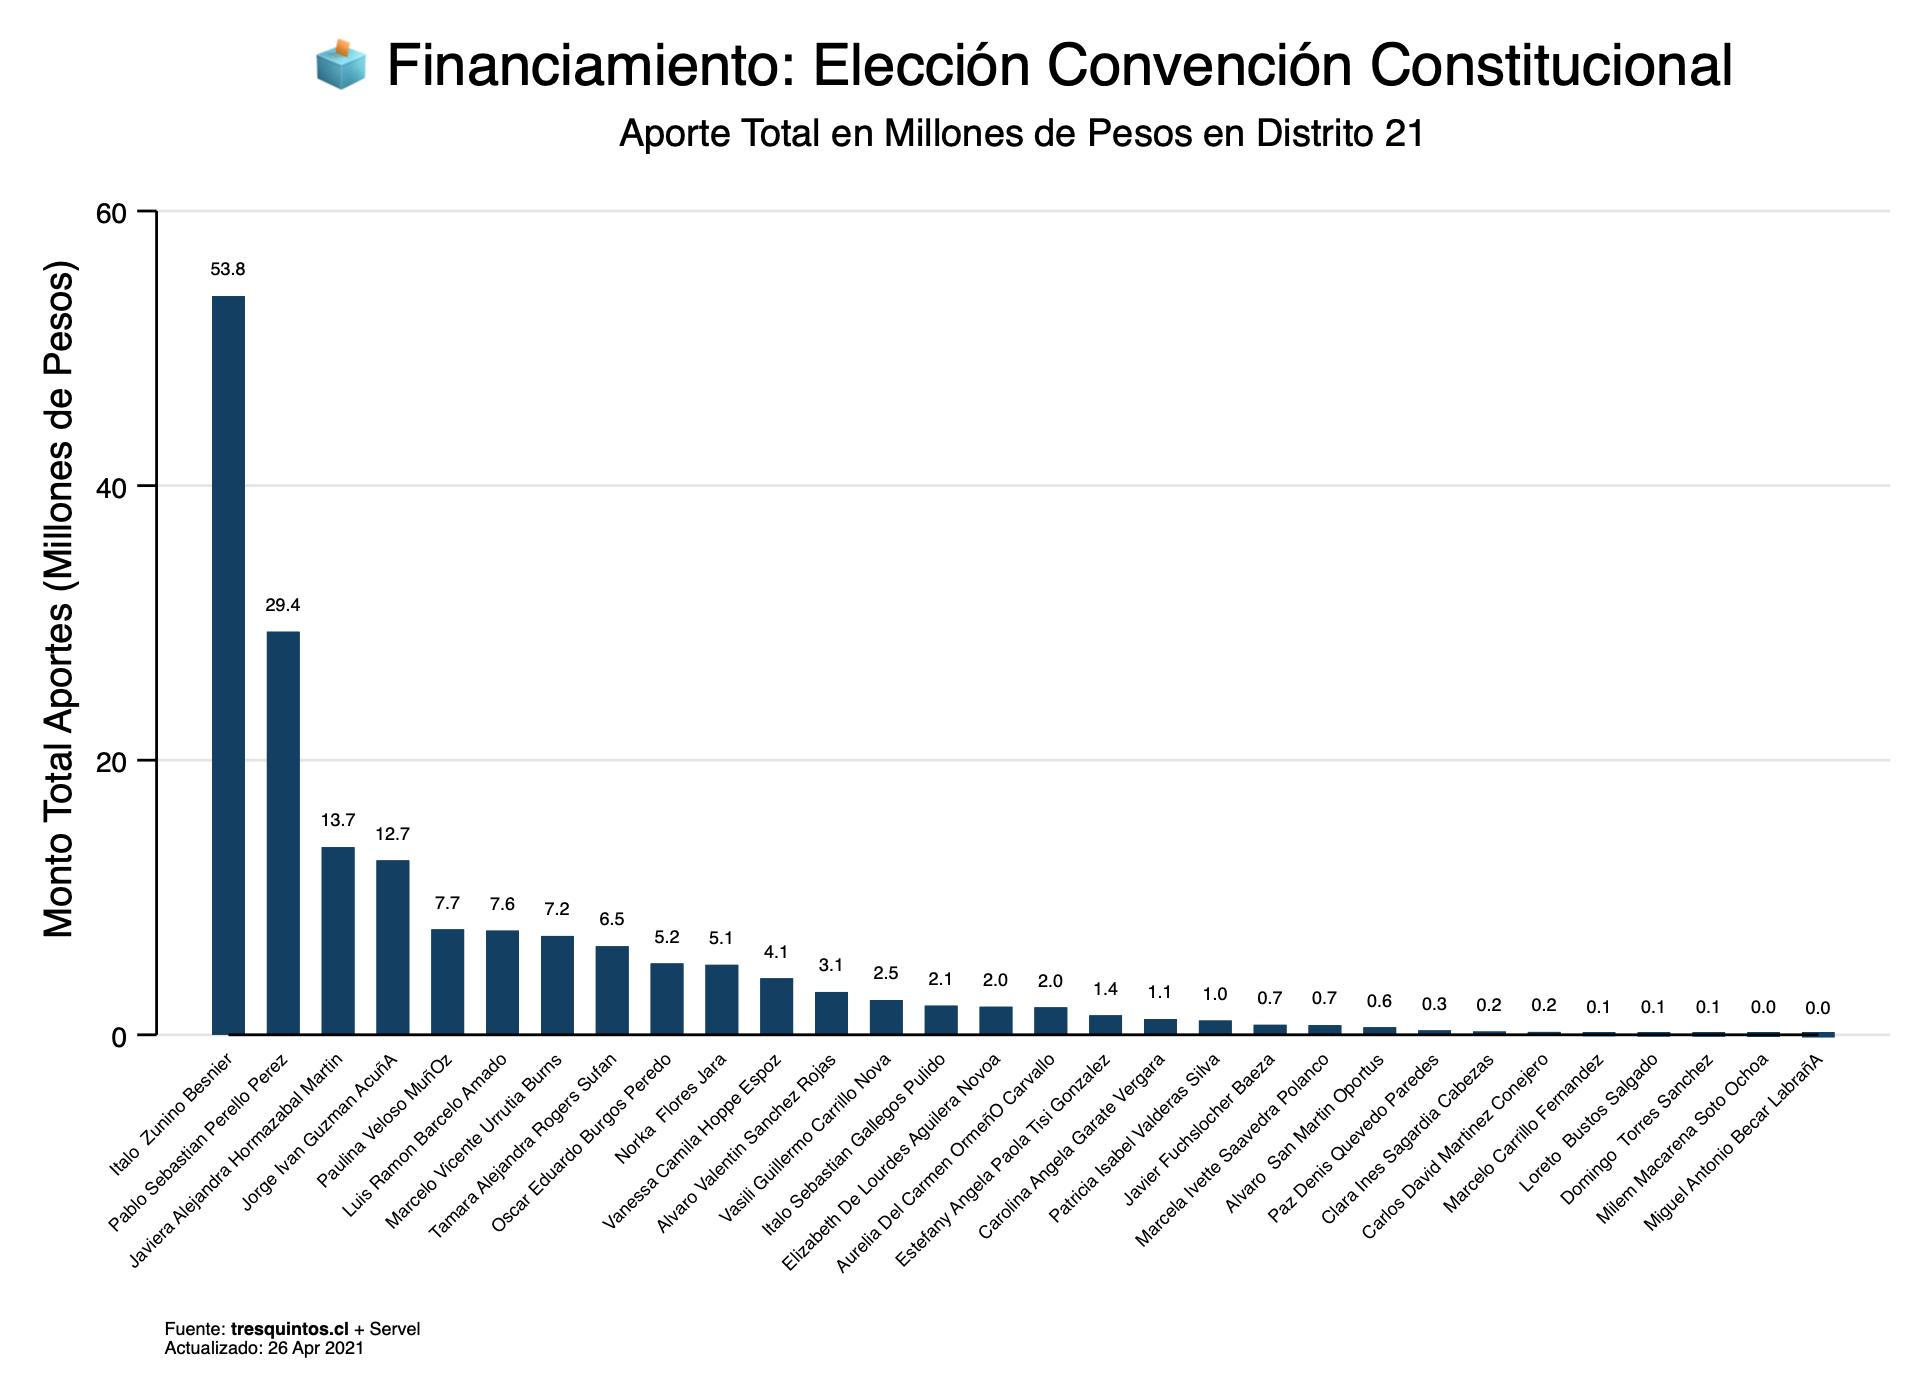 Financiamiento: Elección Convención Constitucional
Aporte Total en Millones de Pesos en Distrito 21
Monto Total Aportes (Millones de Pesos)
60
40
20
0
53.8
29.4
13.7
12.7
7.7
7.6
7.2
6.5
5.2
5.1
4.1
3.1
2.5
2.1
2.0
2.0
1.4
1.1
1.0
0.7
0.7
0.6
0.3
0.2
0.2
0.1
0.1
0.1
0.0
0.0
Italo Zunino Besnier
Pablo Sebastian Perello Perez
Javiera Alejandra Hormazabal Martin
Jorge Ivan Guzman AcuñA
Paulina Veloso MuñOz
Luis Ramon Barcelo Amado
Marcelo Vicente Urrutia Burns
Tamara Alejandra Rogers Sufan
Oscar Eduardo Burgos Peredo
Norka Flores Jara
Vanessa Camila Hoppe Espoz
Alvaro Valentin Sanchez Rojas
Vasili Guillermo Carrillo Nova
Italo Sebastian Gallegos Pulido
Elizabeth De Lourdes Aguilera Novoa
Aurelia Del Carmen OrmeñO Carvallo
Estefany Angela Paola Tisi Gonzalez
Carolina Angela Garate Vergara
Patricia Isabel Valderas Silva
Javier Fuchslocher Baeza
Marcela Ivette Saavedra Polanco
Alvaro San Martin Oportus
Paz Denis Quevedo Paredes
Clara Ines Sagardia Cabezas
Carlos David Martinez Conejero
Marcelo Carrillo Fernandez
Loreto Bustos Salgado
Domingo Torres Sanchez
Milem Macarena Soto Ochoa
Miguel Antonio Becar LabrañA
Fuente: tresquintos.cl + Servel
Actualizado: 26 Apr 2021